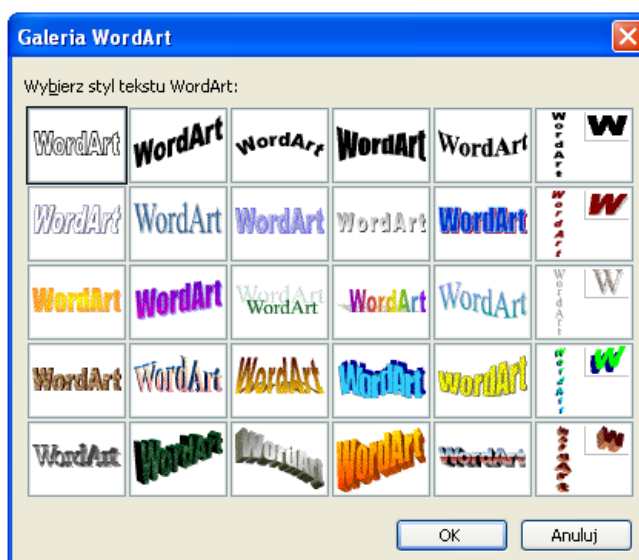 Galeria WordArt
Wybierz styl tekstu WordArt:
WordArt WordArt WordArt WordArt WordArt WordArt W
WordArt WordArt WordArt WordArt WordArt WordArt W
WordArt WordArt WordArt WordArt WordArt WordArt WordArt W
WordArt WordArt WordArt WordArt WordArt WordArt W
WordArt WordArt WordArt WordArt WordArt WordArt W
OK Anuluj